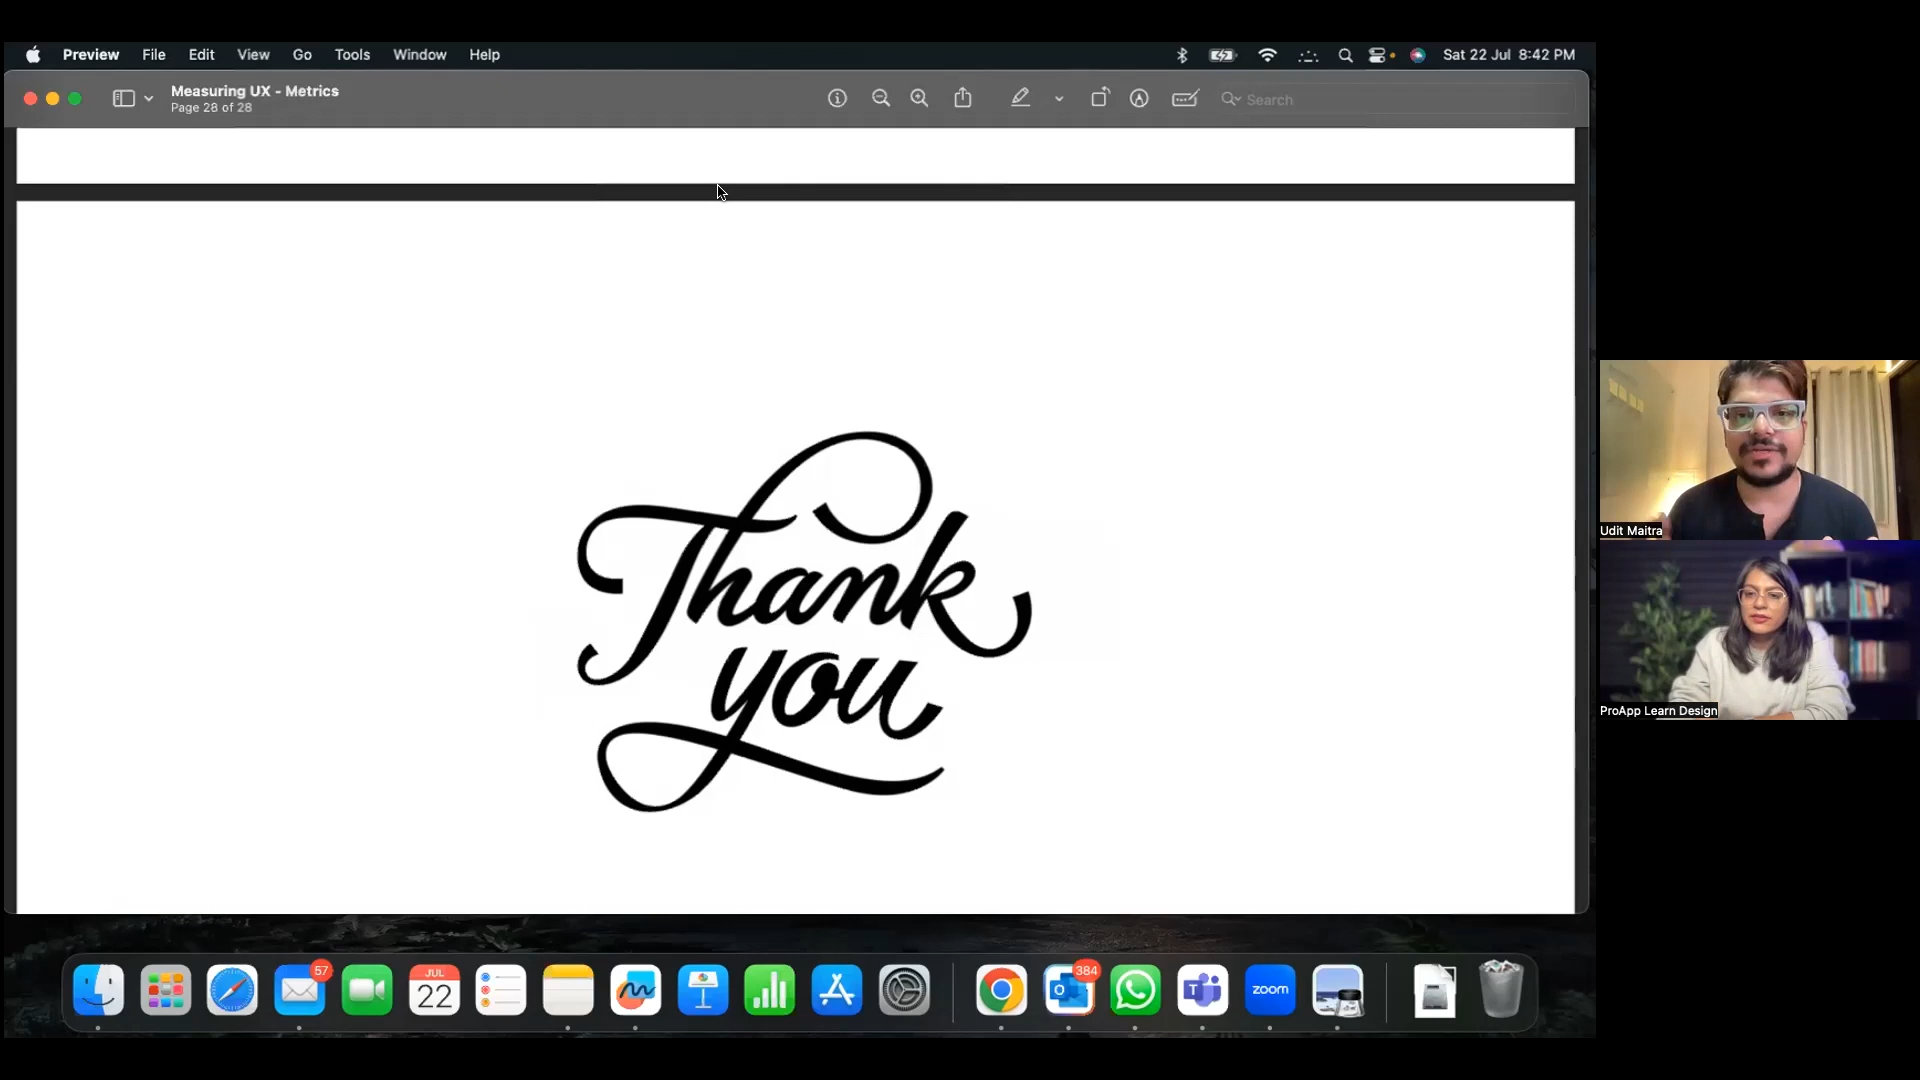 Preview File Edit View Go Tools Window Help
Sat 22 Jul 8:42 PM
Measuring UX - Metrics
Page 28 of 28
Search
Thank
you
Udit Maitra
ProApp Learn Design
57
JUL
22
384
zoom